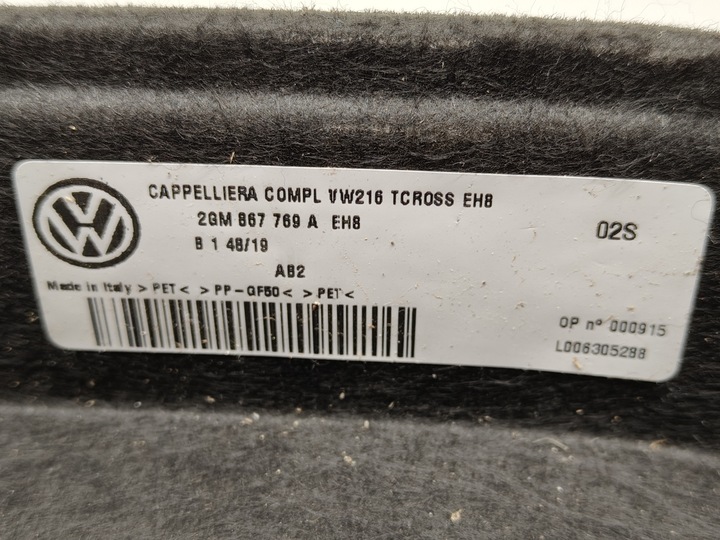 CAPPELLIERA COMPL VW216 TCROSS EH8
2GM 867 769 A EH8
02S
B 1 48/19
AB2
Made in Italy >PET< >PP-GF50< >PET<
OP nº 000915
L006305288